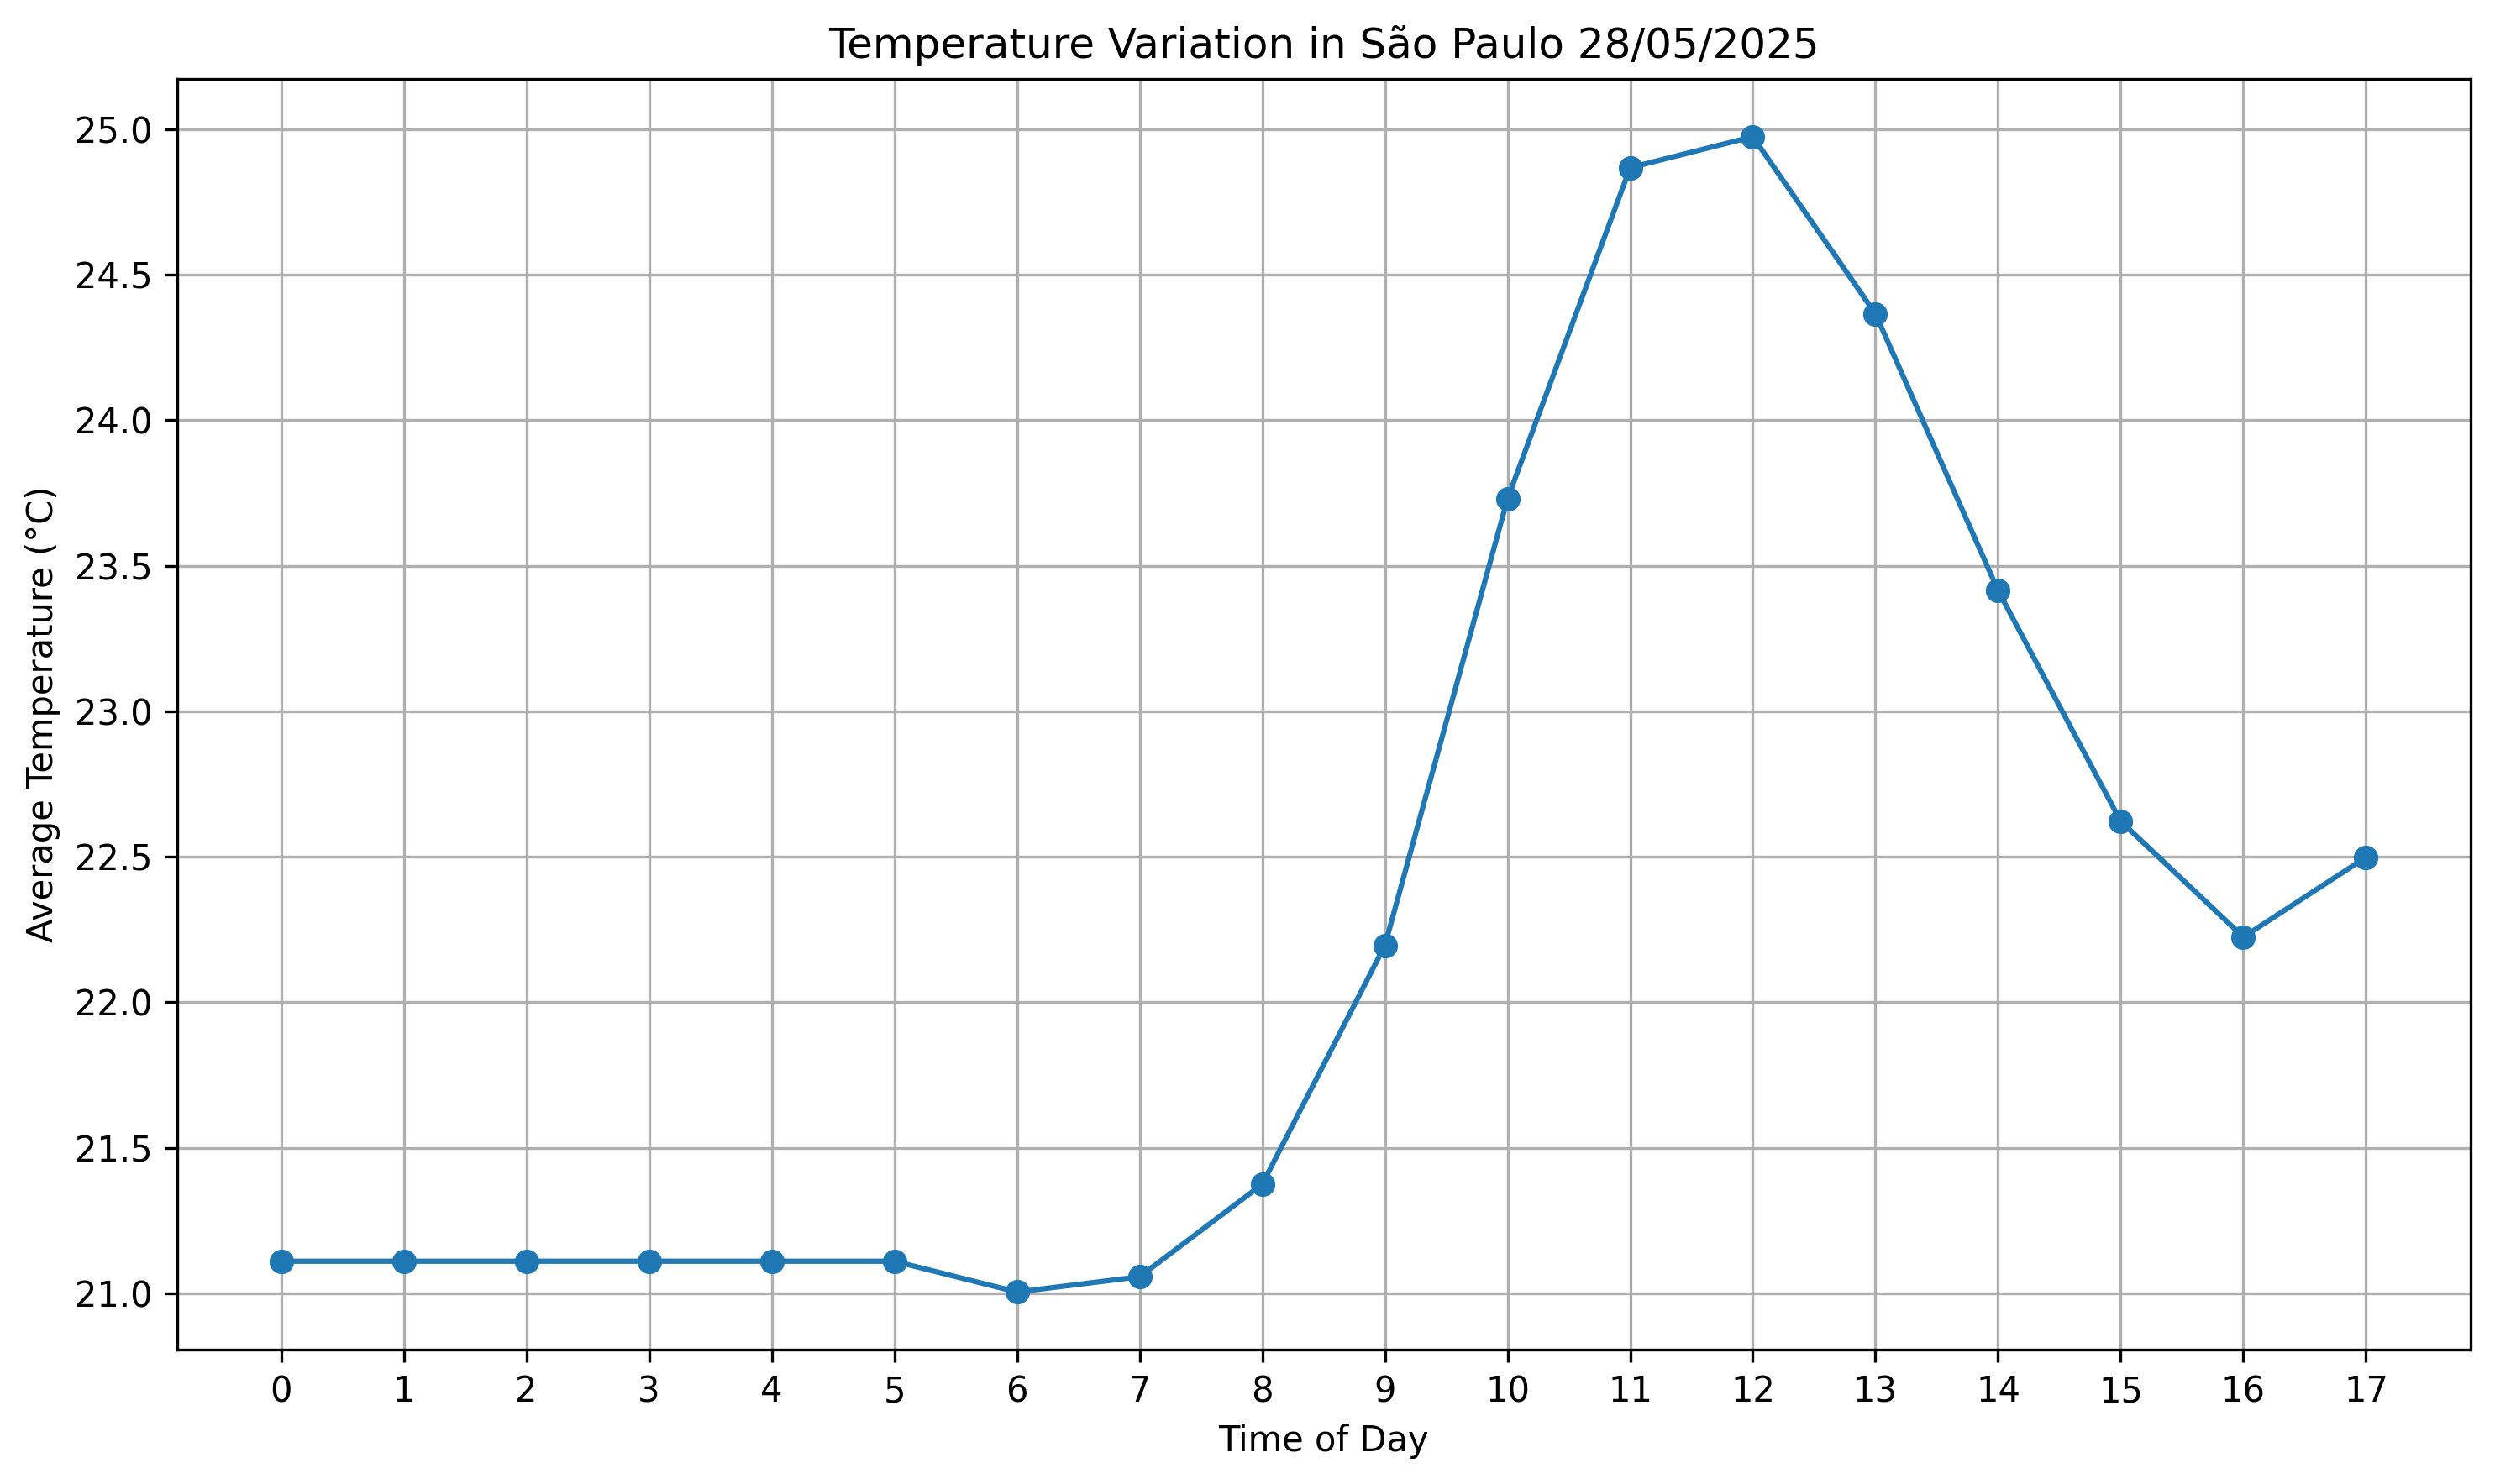 Temperature Variation in São Paulo 28/05/2025
25.0
24.5
24.0
23.5
23.0
22.5
22.0
21.5
21.0
Average Temperature (°C)
0 1 2 3 4 5 6 7 8 9 10 11 12 13 14 15 16 17
Time of Day